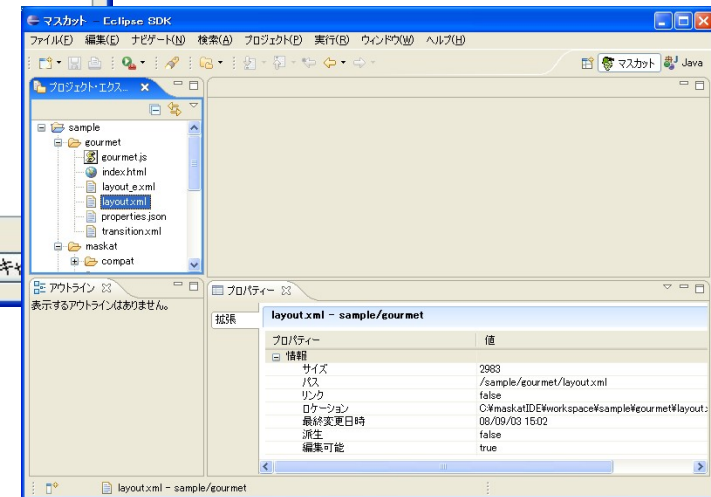 マスカット - Eclipse SDK
ファイル(F) 編集(E) ナビゲート(N) 検索(A) プロジェクト(P) 実行(R) ウィンドウ(W) ヘルプ(H)
マスカット Java
プロジェクト・エクス...
sample
gourmet
gourmet.js
index.html
layout_e.xml
layout.xml
properties.json
transition.xml
maskat
compat
キャ
アウトライン
表示するアウトラインはありません。
プロパティー
拡張
layout.xml - sample/gourmet
プロパティー 値
情報
サイズ 2983
パス /sample/gourmet/layout.xml
リンク false
ロケーション C:¥maskatIDE¥workspace¥sample¥gourmet¥layout.
最終変更日時 08/09/03 15:02
派生 false
編集可能 true
layout.xml - sample/gourmet